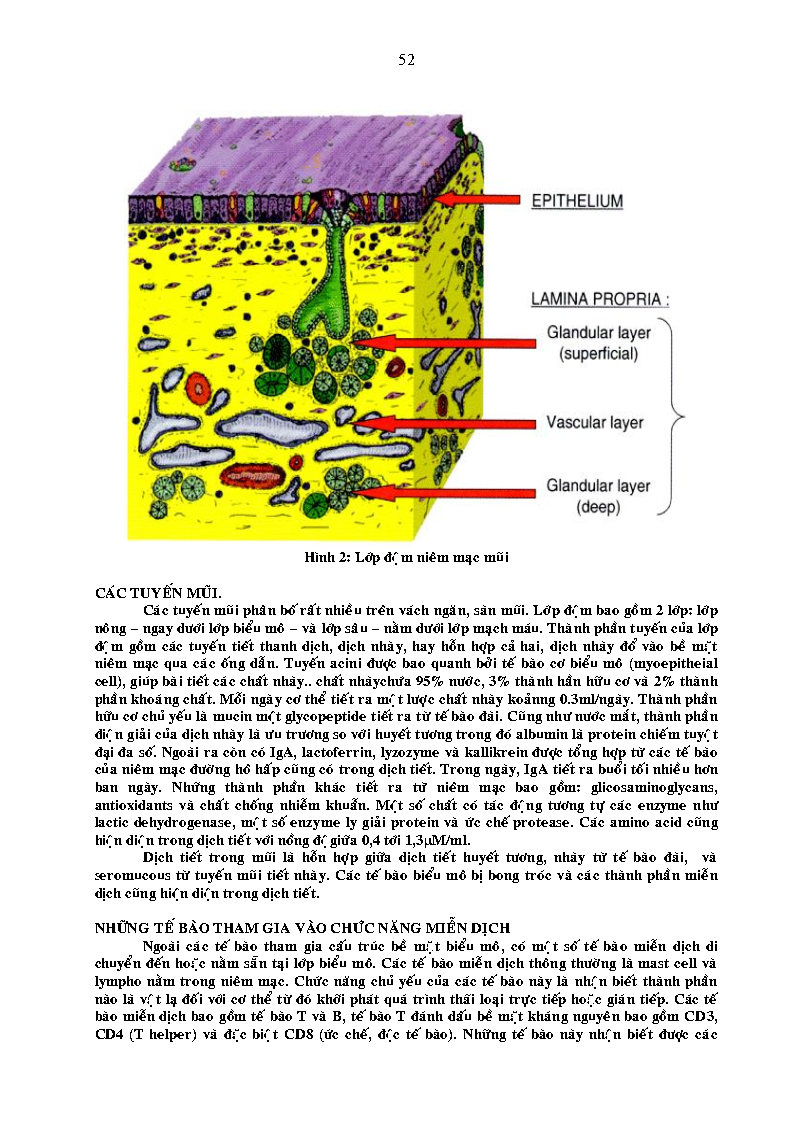 52
EPITHELIUM
LAMINA PROPRIA :
Glandular layer
(superficial)
Vascular layer
Glandular layer
(deep)
Hình 2: Lớp đệm niêm mạc mũi
CÁC TUYẾN MŨI.
Các tuyến mũi phân bố rất nhiều trên vách ngăn, sàn mũi. Lớp đệm bao gồm 2 lớp: lớp
nông – ngay dưới lớp biểu mô – và lớp sâu – nằm dưới lớp mạch máu. Thành phần tuyến của lớp
đệm gồm các tuyến tiết thanh dịch, dịch nhày, hay hỗn hợp cả hai, dịch nhày đổ vào bề mặt
niêm mạc qua các ống dẫn. Tuyến acini được bao quanh bởi tế bào cơ biểu mô (myoepitheial
cell), giúp bài tiết các chất nhày.. chất nhàychứa 95% nước, 3% thành hần hữu cơ và 2% thành
phần khoáng chất. Mỗi ngày cơ thể tiết ra một lược chất nhày koảnng 0.3ml/ngày. Thành phần
hữu cơ chủ yếu là mucin một glycopeptide tiết ra từ tế bào đài. Cũng như nước mắt, thành phần
điện giải của dịch nhày là ưu trương so với huyết tương trong đó albumin là protein chiếm tuyệt
đại đa số. Ngoài ra còn có IgA, lactoferrin, lyzozyme và kallikrein được tổng hợp từ các tế bào
của niêm mạc đường hô hấp cũng có trong dịch tiết. Trong ngày, IgA tiết ra buổi tối nhiều hơn
ban ngày. Những thành phần khác tiết ra từ niêm mạc bao gồm: glicosaminoglycans,
antioxidants và chất chống nhiễm khuẩn. Một số chất có tác động tương tự các enzyme như
lactic dehydrogenase, một số enzyme ly giải protein và ức chế protease. Các amino acid cũng
hiện diện trong dịch tiết với nồng độ giữa 0,4 tới 1,3µM/ml.
Dịch tiết trong mũi là hỗn hợp giữa dịch tiết huyết tương, nhày từ tế bào đài, và
seromucous từ tuyến mũi tiết nhày. Các tế bào biểu mô bị bong tróc và các thành phần miễn
dịch cũng hiện diện trong dịch tiết.
NHỮNG TẾ BÀO THAM GIA VÀO CHỨC NĂNG MIỄN DỊCH
Ngoài các tế bào tham gia cấu trúc bề mặt biểu mô, có một số tế bào miễn dịch di
chuyển đến hoặc nằm sẵn tại lớp biểu mô. Các tế bào miễn dịch thông thường là mast cell và
lympho nằm trong niêm mạc. Chức năng chủ yếu của các tế bào này là nhận biết thành phần
nào là vật lạ đối với cơ thể từ đó khởi phát quá trình thãi loại trực tiếp hoặc gián tiếp. Các tế
bào miễn dịch bao gồm tế bào T và B, tế bào T đánh dấu bề mặt kháng nguyên bao gồm CD3,
CD4 (T helper) và đặc biệt CD8 (ức chế, độc tế bào). Những tế bào này nhận biết được các